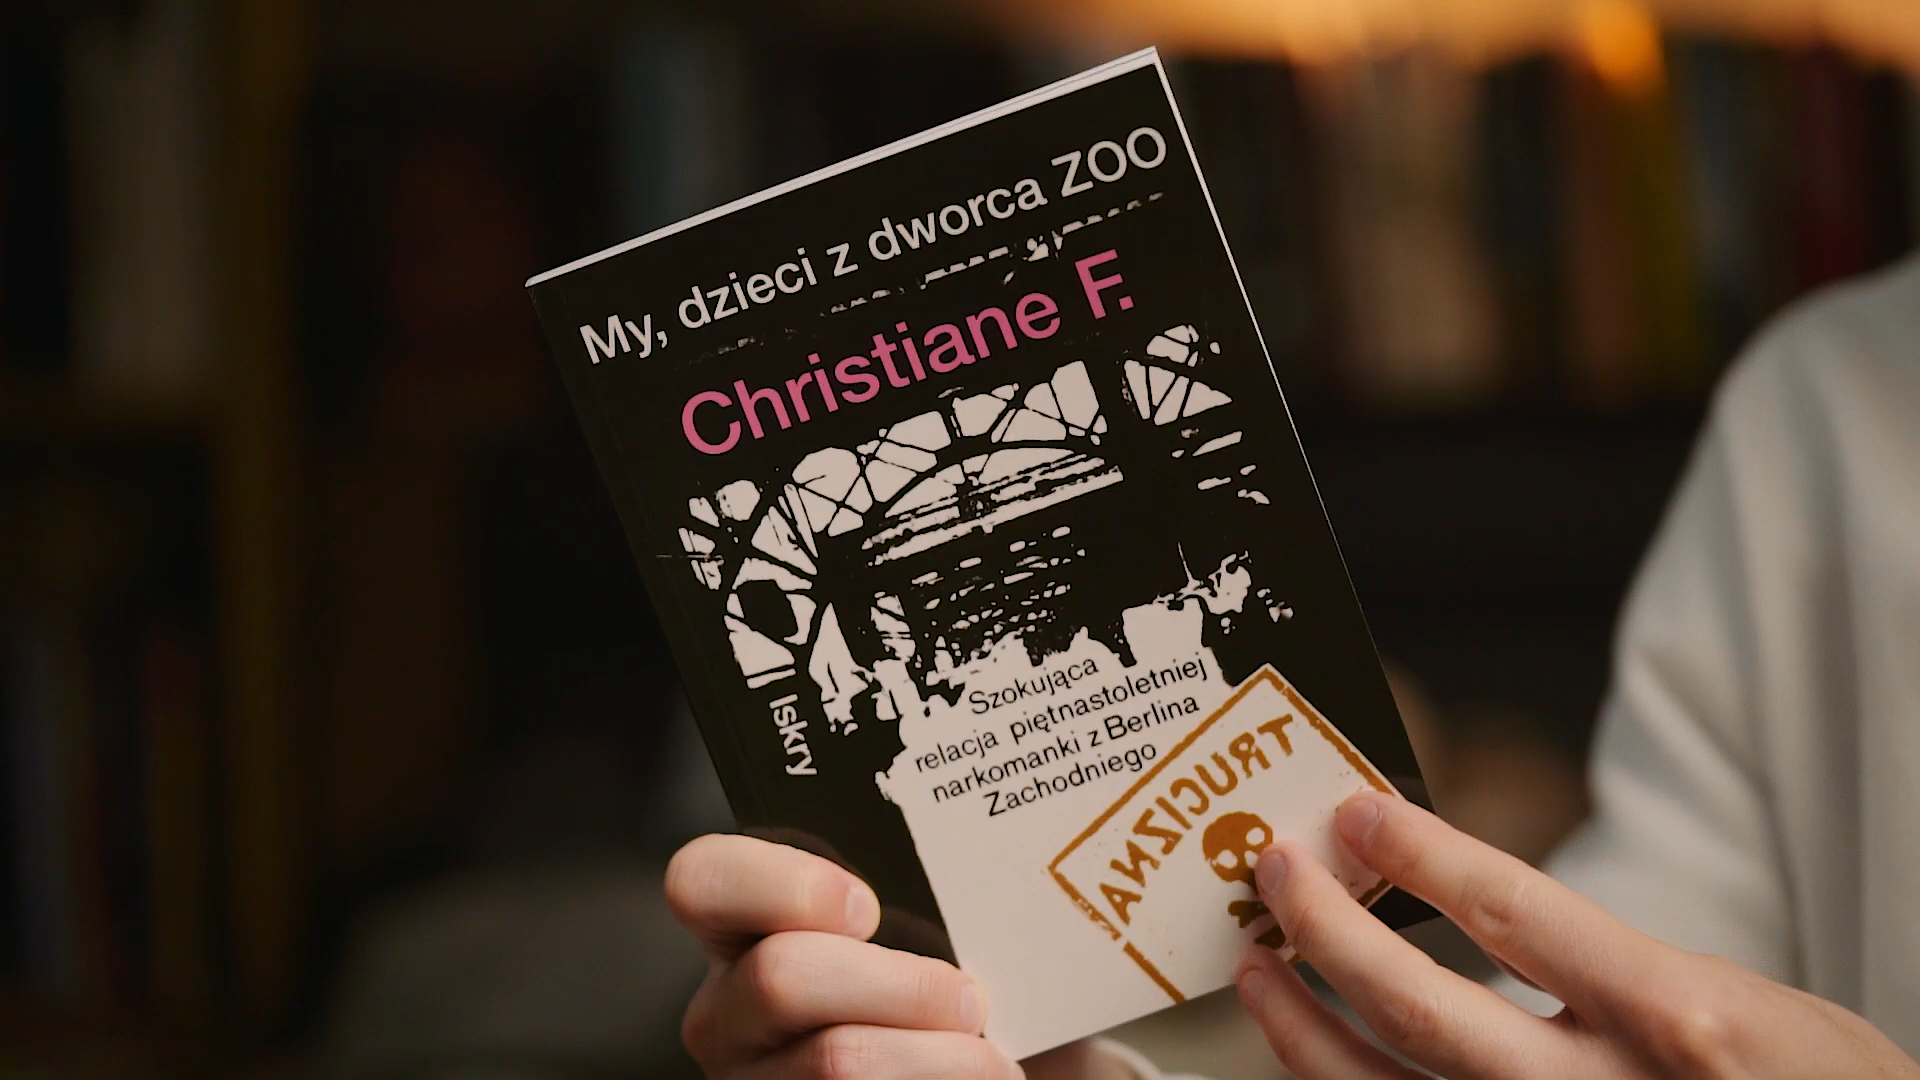 My, dzieci z dworca ZOO
Christiane F.
Iskry
Szokująca
relacja piętnastoletniej
narkomanki z Berlina
Zachodniego
TRUCIZNA